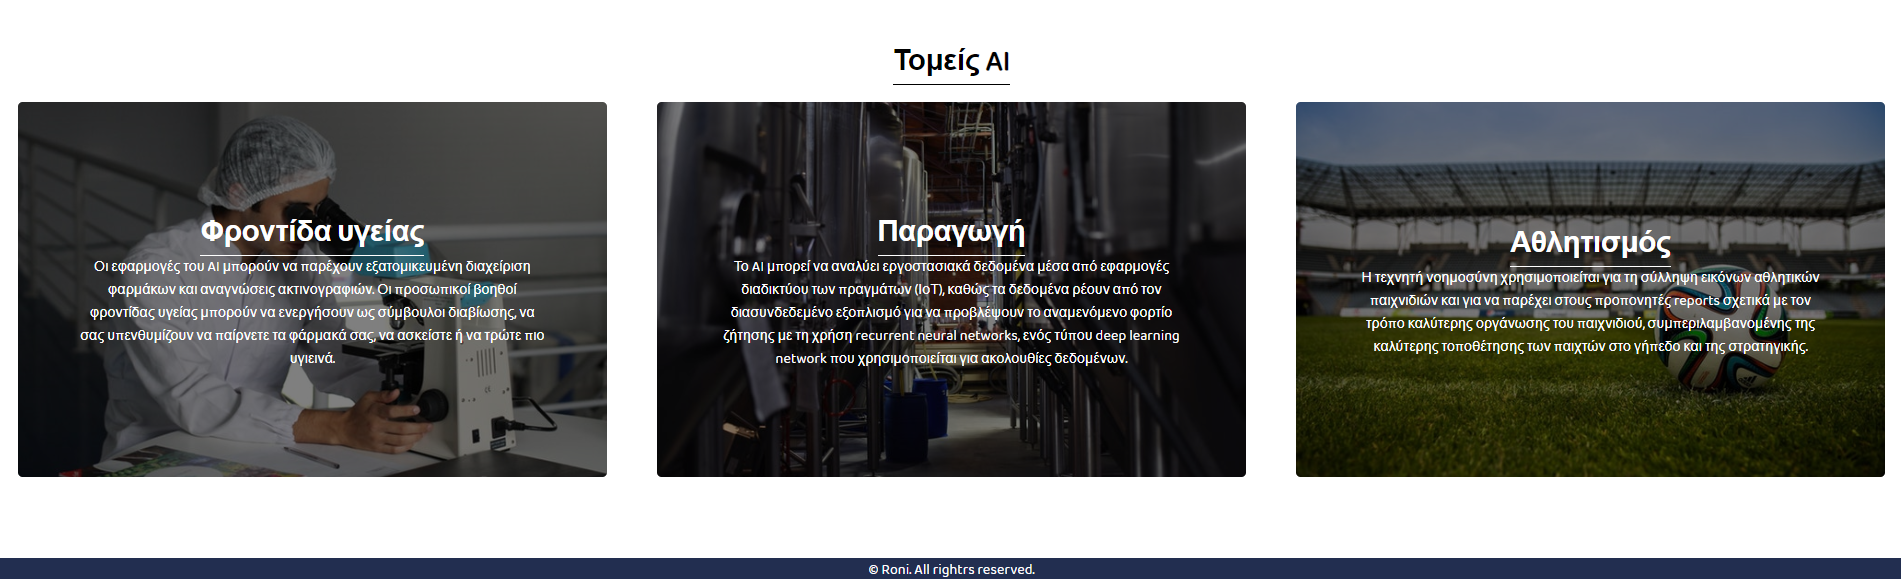 Τομείς AI
Φροντίδα υγείας
Οι εφαρμογές του AI μπορούν να παρέχουν εξατομικευμένη διαχείριση
φαρμάκων και αναγνώσεις ακτινογραφιών. Οι προσωπικοί βοηθοί
φροντίδας υγείας μπορούν να ενεργήσουν ως σύμβουλοι διαβίωσης, να
σας υπενθυμίζουν να παίρνετε τα φάρμακά σας, να ασκείστε ή να τρώτε πιο
υγιεινά.
Παραγωγή
Το AI μπορεί να αναλύει εργοστασιακά δεδομένα μέσα από εφαρμογές
διαδικτύου των πραγμάτων (IoT), καθώς τα δεδομένα ρέουν από τον
διασυνδεδεμένο εξοπλισμό για να προβλέψουν το αναμενόμενο φορτίο
ζήτησης με τη χρήση recurrent neural networks, ενός τύπου deep learning
network που χρησιμοποιείται για ακολουθίες δεδομένων.
Αθλητισμός
Η τεχνητή νοημοσύνη χρησιμοποιείται για τη σύλληψη εικόνων αθλητικών
παιχνιδιών και για να παρέχει στους προπονητές reports σχετικά με τον
τρόπο καλύτερης οργάνωσης του παιχνιδιού, συμπεριλαμβανομένης της
καλύτερης τοποθέτησης των παιχτών στο γήπεδο και της στρατηγικής.
© Roni. All rightrs reserved.